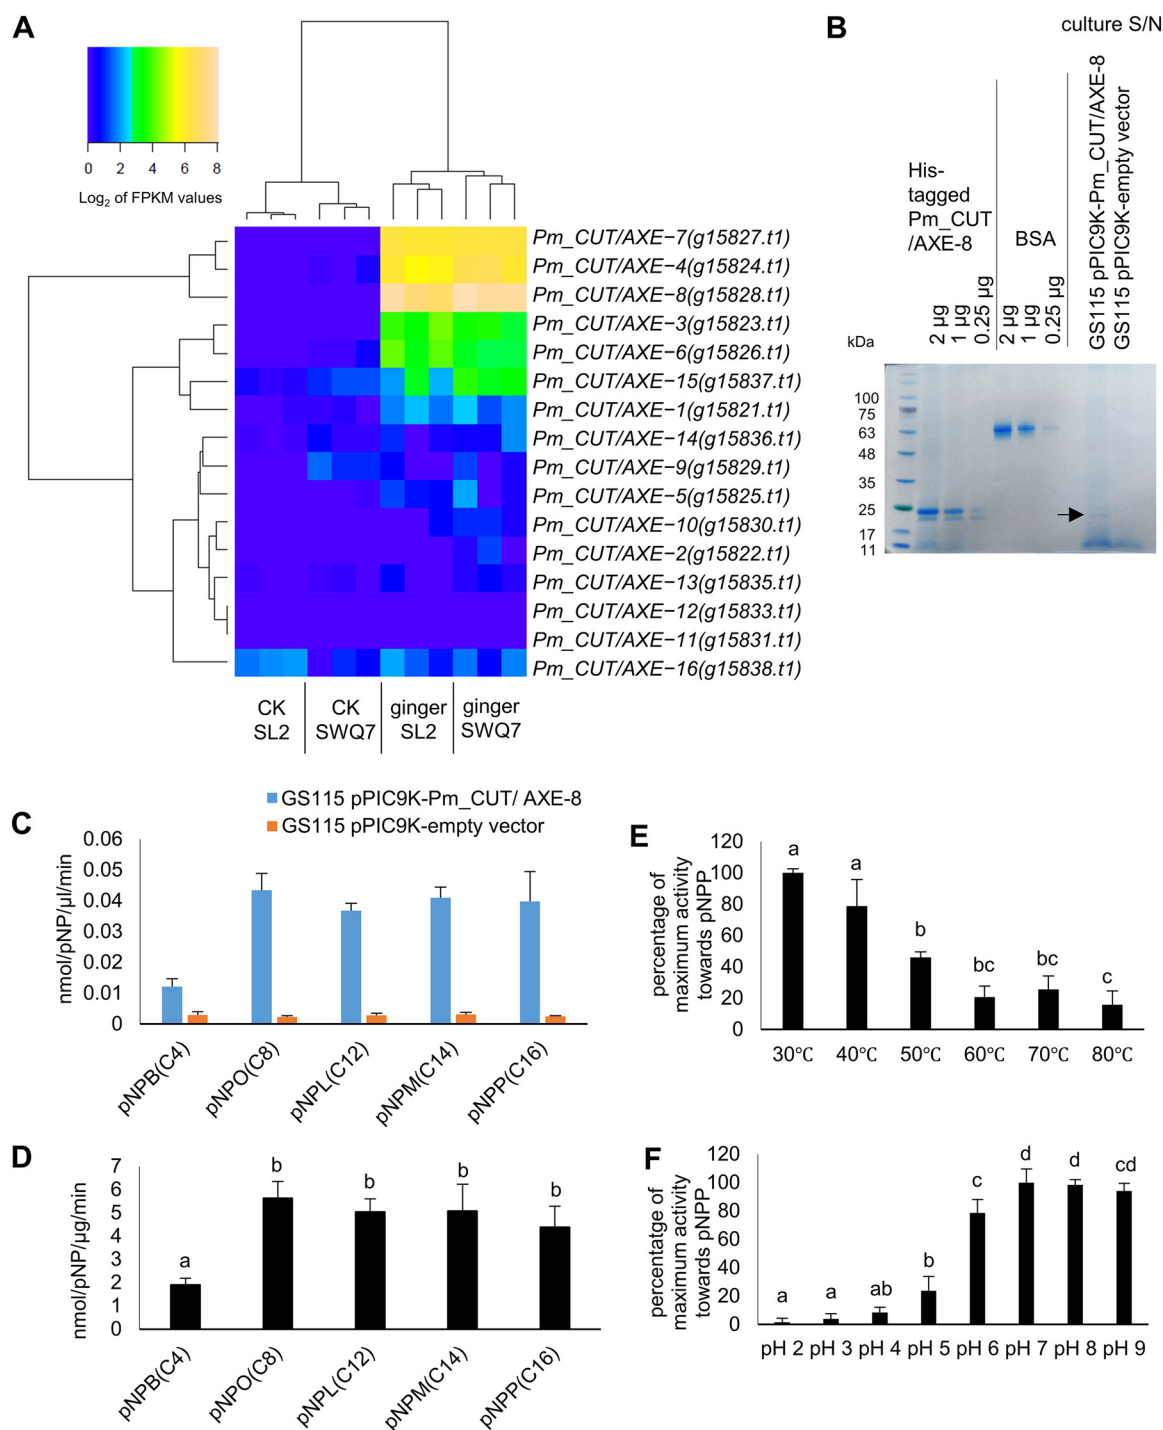 A
0 2 4 6 8
Log2 of FPKM values
Pm_CUT/AXE−7(g15827.t1)
Pm_CUT/AXE−4(g15824.t1)
Pm_CUT/AXE−8(g15828.t1)
Pm_CUT/AXE−3(g15823.t1)
Pm_CUT/AXE−6(g15826.t1)
Pm_CUT/AXE−15(g15837.t1)
Pm_CUT/AXE−1(g15821.t1)
Pm_CUT/AXE−14(g15836.t1)
Pm_CUT/AXE−9(g15829.t1)
Pm_CUT/AXE−5(g15825.t1)
Pm_CUT/AXE−10(g15830.t1)
Pm_CUT/AXE−2(g15822.t1)
Pm_CUT/AXE−13(g15835.t1)
Pm_CUT/AXE−12(g15833.t1)
Pm_CUT/AXE−11(g15831.t1)
Pm_CUT/AXE−16(g15838.t1)
CK
SL2
CK
SWQ7
ginger
SL2
ginger
SWQ7
B
culture S/N
His-
tagged
Pm_CUT
/AXE-8
BSA
GS115 pPIC9K-Pm_CUT/AXE-8
GS115 pPIC9K-empty vector
2 µg
1 µg
0.25 µg
2 µg
1 µg
0.25 µg
kDa
100
75
63
48
35
25
17
11
C
GS115 pPIC9K-Pm_CUT/ AXE-8
GS115 pPIC9K-empty vector
nmol/pNP/µl/min
0.06
0.05
0.04
0.03
0.02
0.01
0
pNPB(C4)
pNPO(C8)
pNPL(C12)
pNPM(C14)
pNPP(C16)
D
nmol/pNP/µg/min
7
6
5
4
3
2
1
0
a b b b b
pNPB(C4)
pNPO(C8)
pNPL(C12)
pNPM(C14)
pNPP(C16)
E
percentage of
maximum activity
towards pNPP
120
100
80
60
40
20
0
a a b bc bc c
30℃ 40℃ 50℃ 60℃ 70℃ 80℃
F
percentatge of
maximum activity
towards pNPP
120
100
80
60
40
20
0
a a ab b c d d cd
pH 2 pH 3 pH 4 pH 5 pH 6 pH 7 pH 8 pH 9